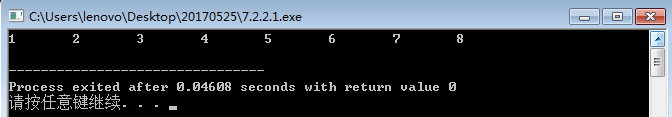 C:\Users\lenovo\Desktop\20170525\7.2.2.1.exe
1 2 3 4 5 6 7 8
--------------------------------
Process exited after 0.04608 seconds with return value 0
请按任意键继续. . .